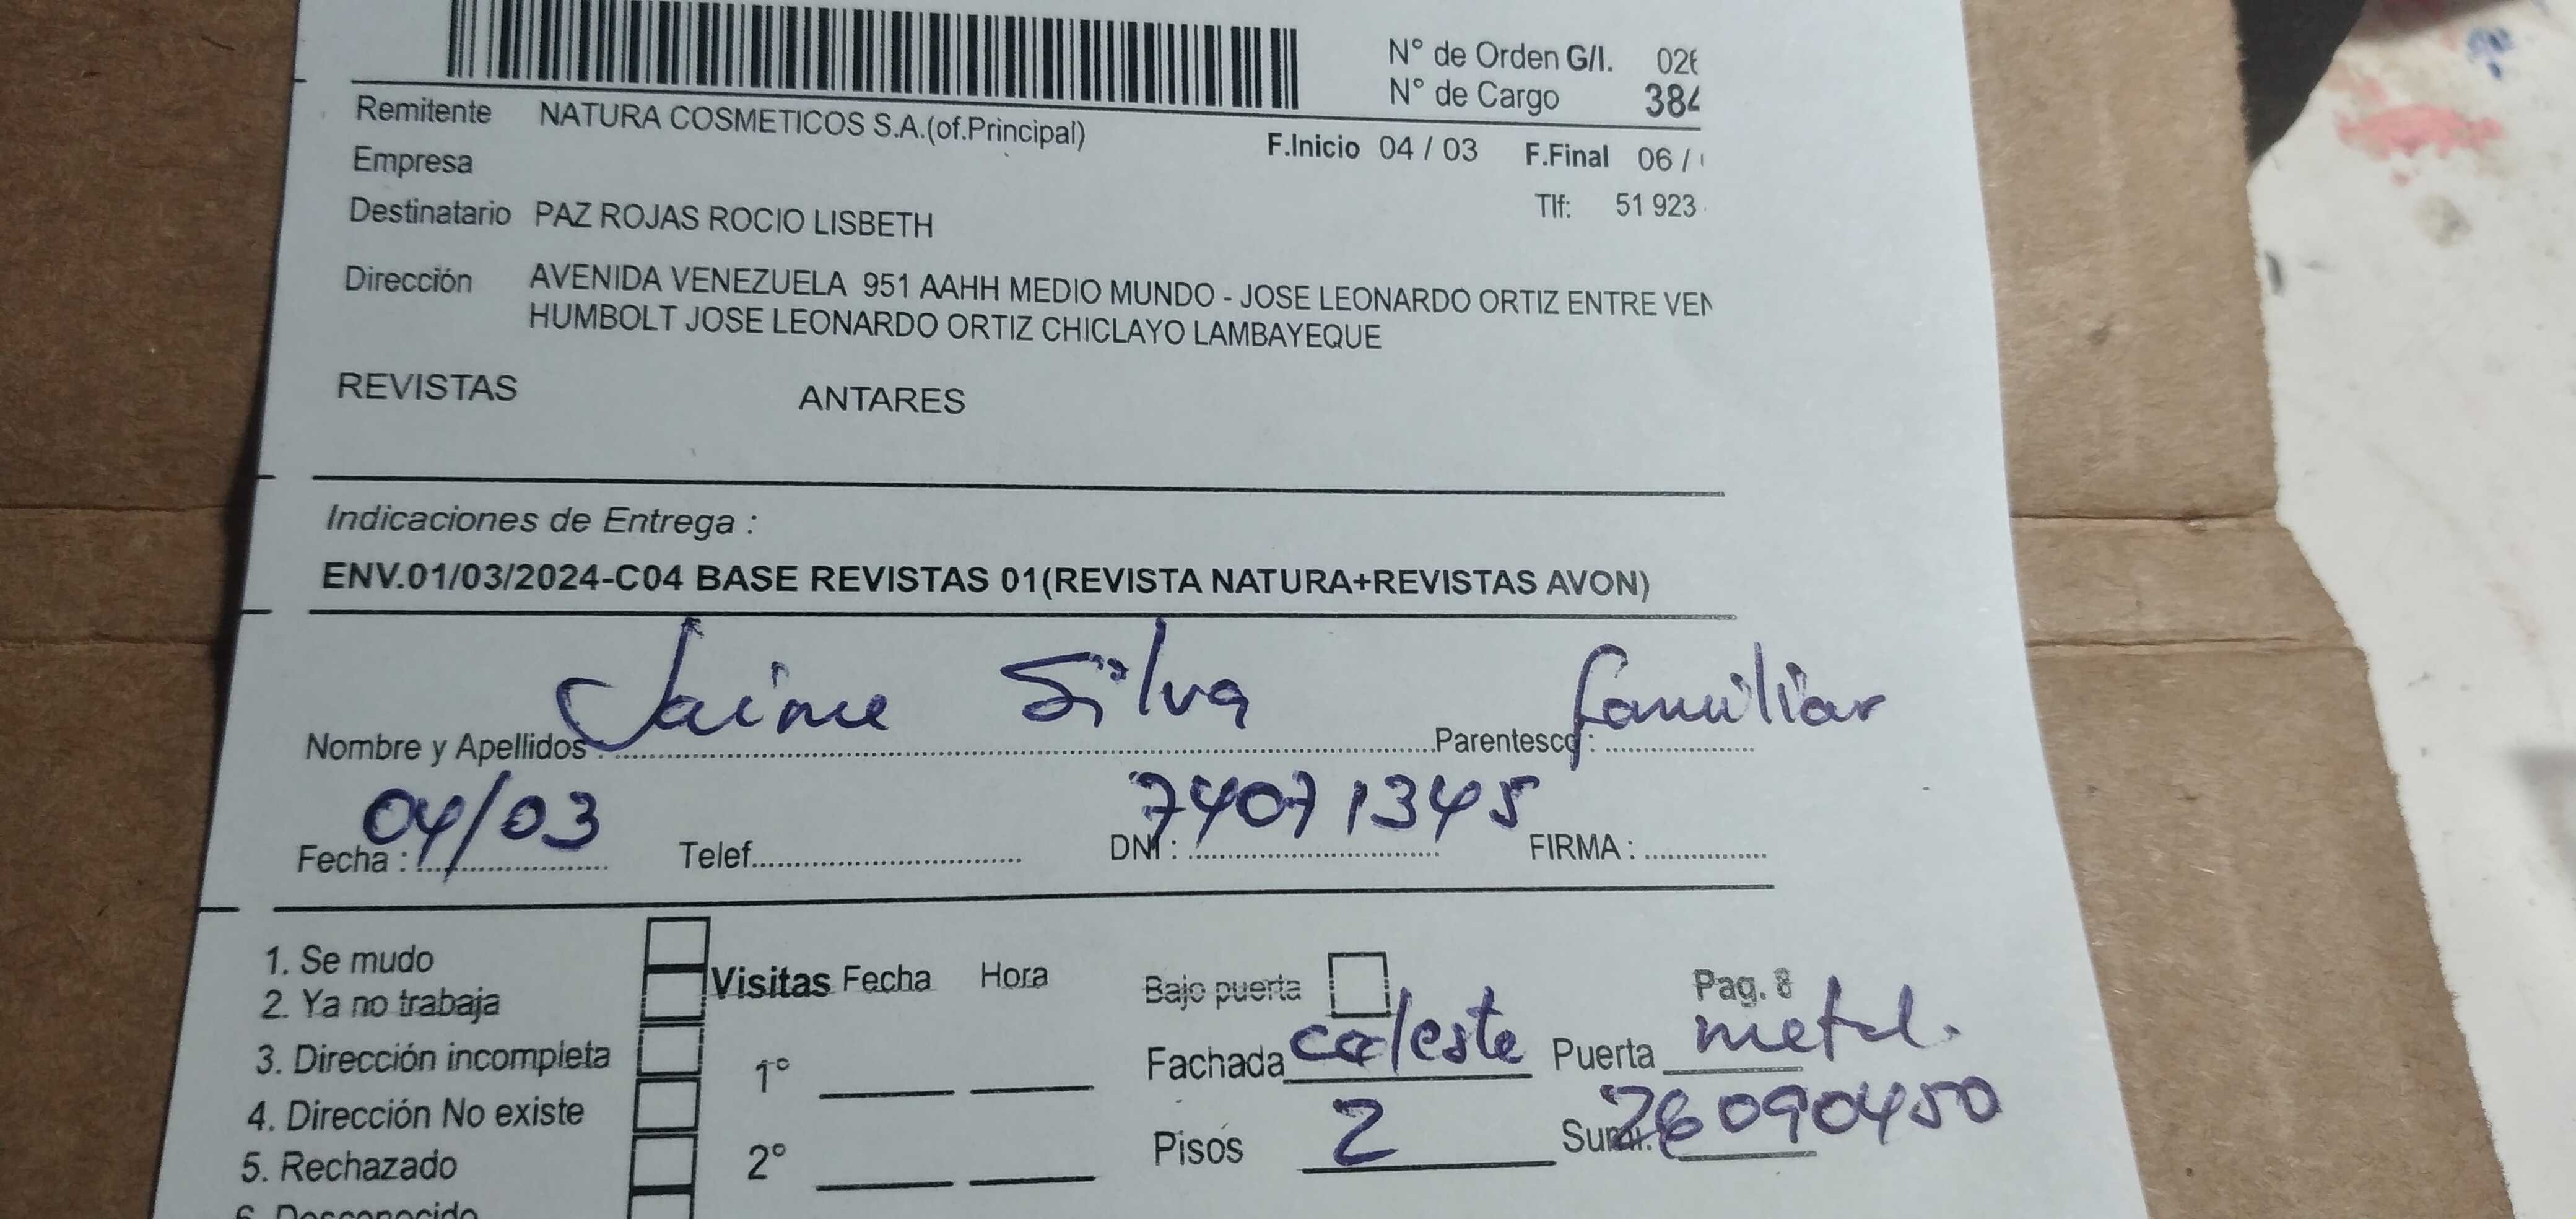 N° de Orden G/I. 026
N° de Cargo 384
Remitente NATURA COSMETICOS S.A.(of.Principal)
F.Inicio 04 / 03 F.Final 06 /
Empresa
Tlf: 51 923
Destinatario PAZ ROJAS ROCIO LISBETH
Dirección AVENIDA VENEZUELA 951 AAHH MEDIO MUNDO - JOSE LEONARDO ORTIZ ENTRE VEN
HUMBOLT JOSE LEONARDO ORTIZ CHICLAYO LAMBAYEQUE
REVISTAS ANTARES
Indicaciones de Entrega :
ENV.01/03/2024-C04 BASE REVISTAS 01(REVISTA NATURA+REVISTAS AVON)
Nombre y Apellidos : Jaime Silva Parentesco : familiar
Fecha : 04/03 Telef. DNI : 74071345 FIRMA :
1. Se mudo
2. Ya no trabaja
3. Dirección incompleta
4. Dirección No existe
5. Rechazado
6. Desconocido
Visitas Fecha Hora
1°
2°
Bajo puerta Pag. 8
Fachada celeste Puerta metal.
Pisos 2 Sumi. 26090450